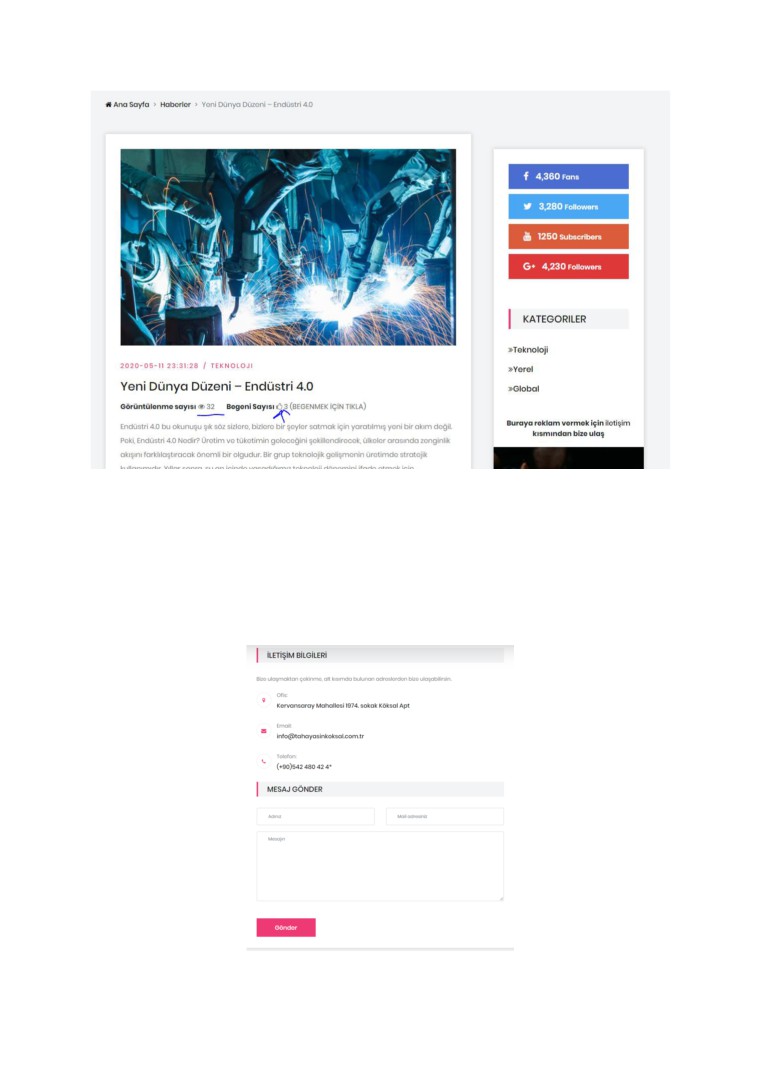 Ana Sayfa > Haberler > Yeni Dünya Düzeni – Endüstri 4.0
2020-05-11 23:31:28 / TEKNOLOJI
Yeni Dünya Düzeni – Endüstri 4.0
Görüntülenme sayısı 32 Begeni Sayısı 3 (BEGENMEK İÇİN TIKLA)
Endüstri 4.0 bu okunuşu şık söz sizlere, bizlere bir şeyler satmak için yaratılmış yeni bir akım değil.
Peki, Endüstri 4.0 Nedir? Üretim ve tüketimin geleceğini şekillendirecek, ülkeler arasında zenginlik
akışını farklılaştıracak önemli bir olgudur. Bir grup teknolojik gelişmenin üretimde stratejik
4,360 Fans
3,280 Followers
1250 Subscribers
G+ 4,230 Followers
KATEGORILER
»Teknoloji
»Yerel
»Global
Buraya reklam vermek için iletişim
kısmından bize ulaş
İLETİŞİM BİLGİLERİ
Bize ulaşmaktan çekinme, alt kısımda bulunan adreslerden bize ulaşabilirsin.
Ofis:
Kervansaray Mahallesi 1974. sokak Köksal Apt
Email:
info@tahayasinkoksal.com.tr
Telefon:
(+90)542 480 42 4*
MESAJ GÖNDER
Adınız
Mail adresiniz
Mesajın
Gönder